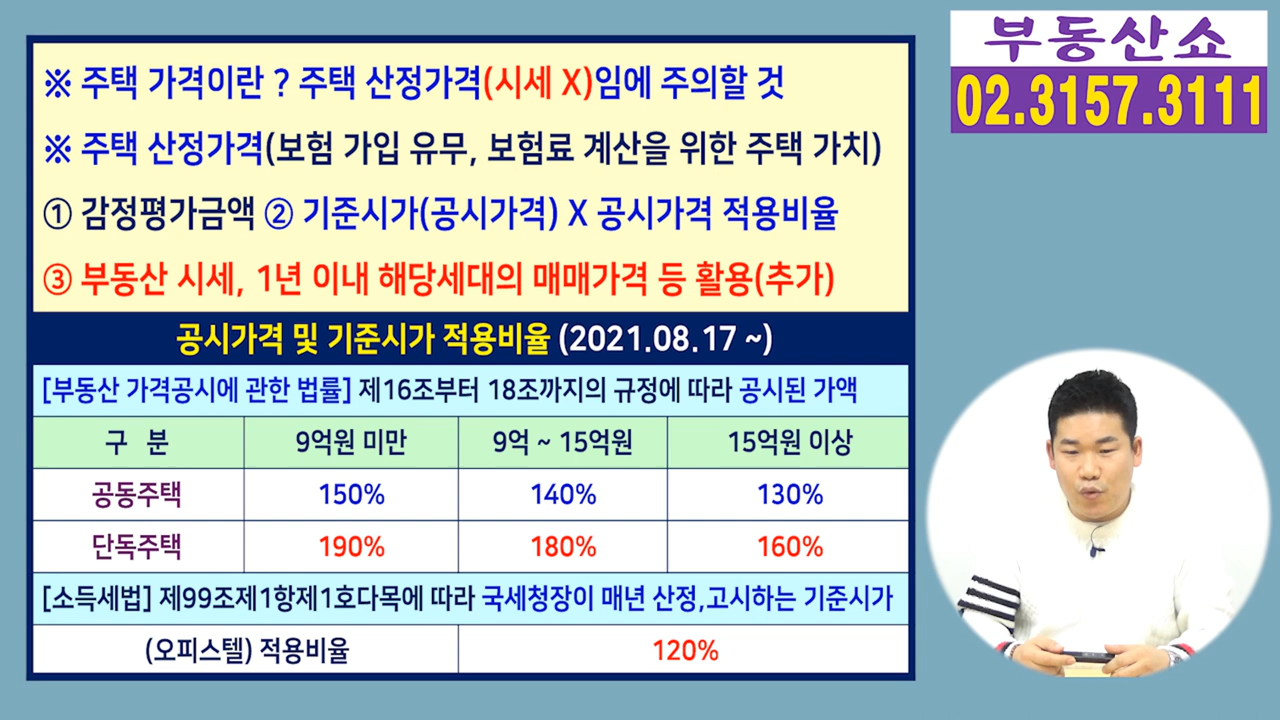 ※ 주택 가격이란 ? 주택 산정가격(시세 X)임에 주의할 것
※ 주택 산정가격(보험 가입 유무, 보험료 계산을 위한 주택 가치)
① 감정평가금액 ② 기준시가(공시가격) X 공시가격 적용비율
③ 부동산 시세, 1년 이내 해당세대의 매매가격 등 활용(추가)
공시가격 및 기준시가 적용비율 (2021.08.17 ~)
[부동산 가격공시에 관한 법률] 제16조부터 18조까지의 규정에 따라 공시된 가액
구 분 9억원 미만 9억 ~ 15억원 15억원 이상
공동주택 150% 140% 130%
단독주택 190% 180% 160%
[소득세법] 제99조제1항제1호다목에 따라 국세청장이 매년 산정,고시하는 기준시가
(오피스텔) 적용비율 120%
부동산쇼
02.3157.3111